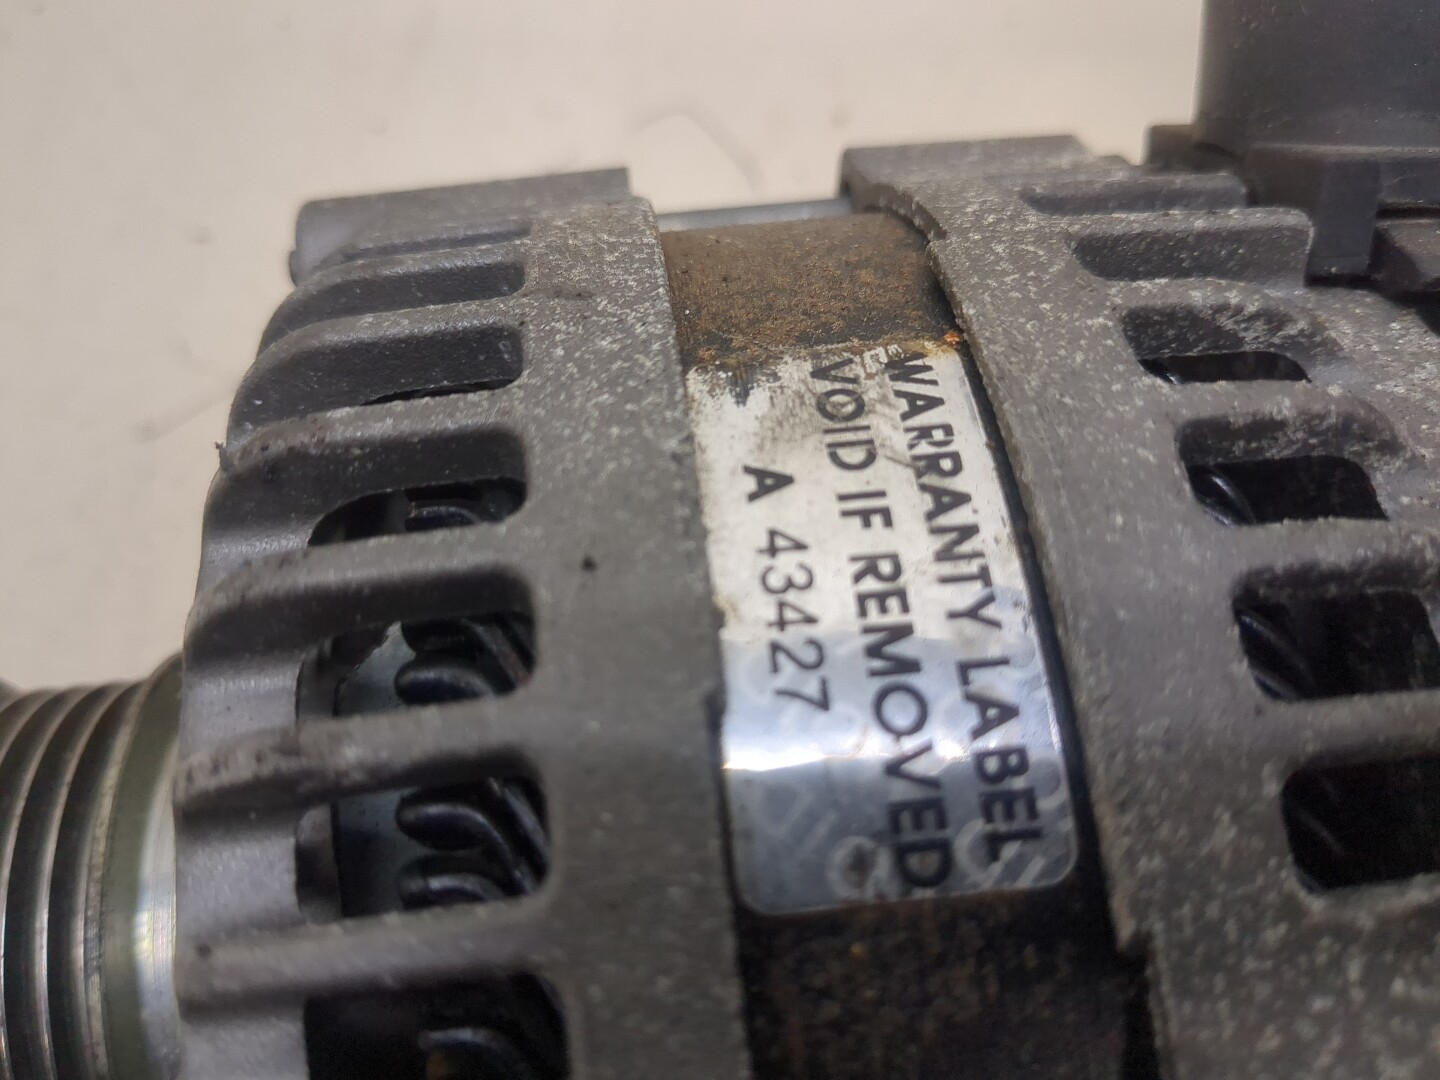 WARRANTY LABEL
VOID IF REMOVED
A 43427